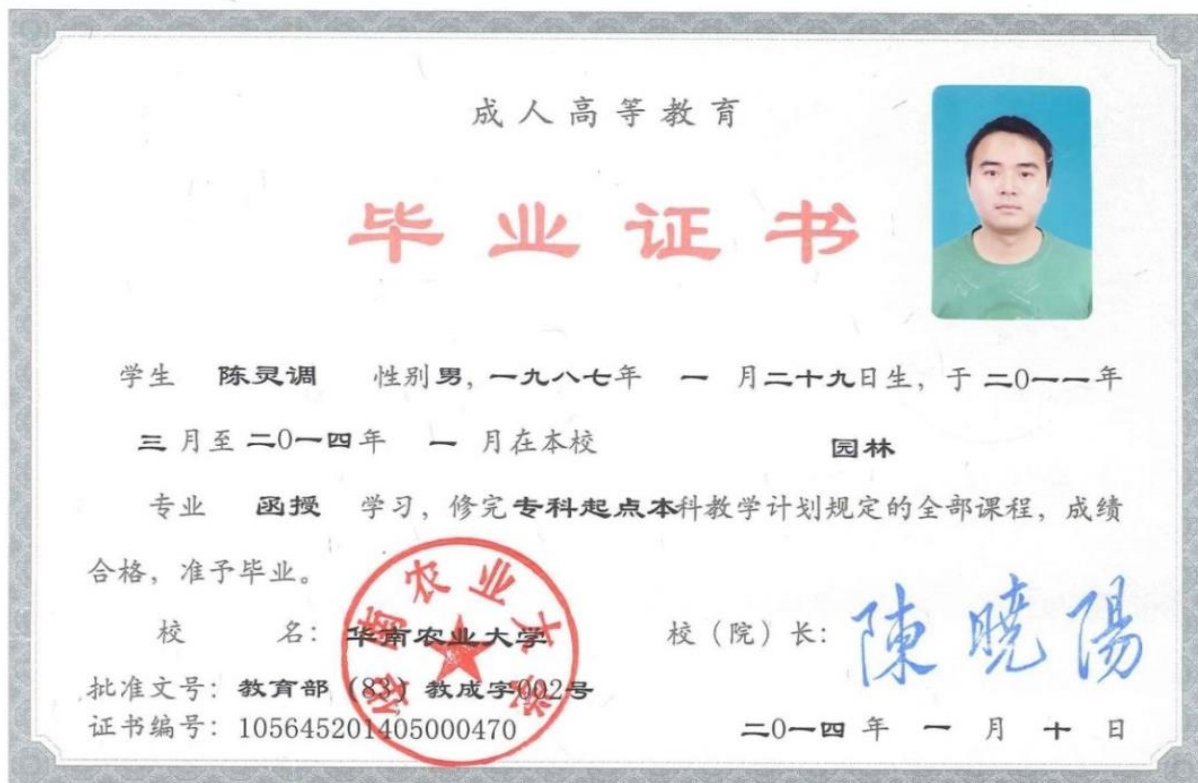 成人高等教育
毕业证书
学生 陈灵调 性别男，一九八七年 一 月二十九日生，于 二0一一年
三 月至 二0一四年 一 月在本校 园林
专业 函授 学习，修完专科起点本科教学计划规定的全部课程，成绩
合格，准予毕业。
校 名：华南农业大学 校（院）长：陳曉陽
批准文号：教育部（83）教成字002号
证书编号：105645201405000470 二0一四 年 一 月 十 日
华南农业大学